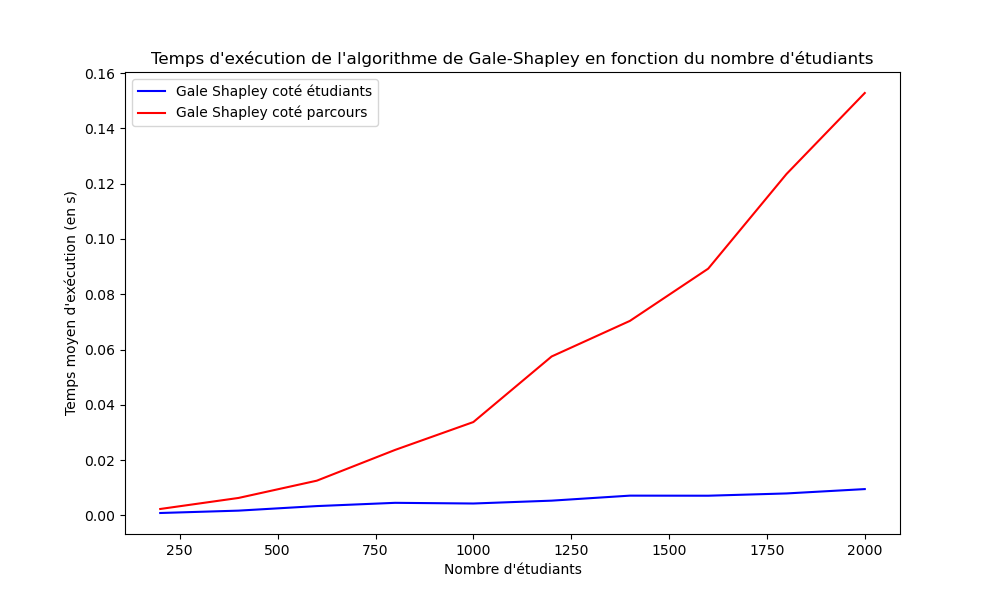 Temps d'exécution de l'algorithme de Gale-Shapley en fonction du nombre d'étudiants
Gale Shapley coté étudiants
Gale Shapley coté parcours
Temps moyen d'exécution (en s)
0.16
0.14
0.12
0.10
0.08
0.06
0.04
0.02
0.00
250 500 750 1000 1250 1500 1750 2000
Nombre d'étudiants